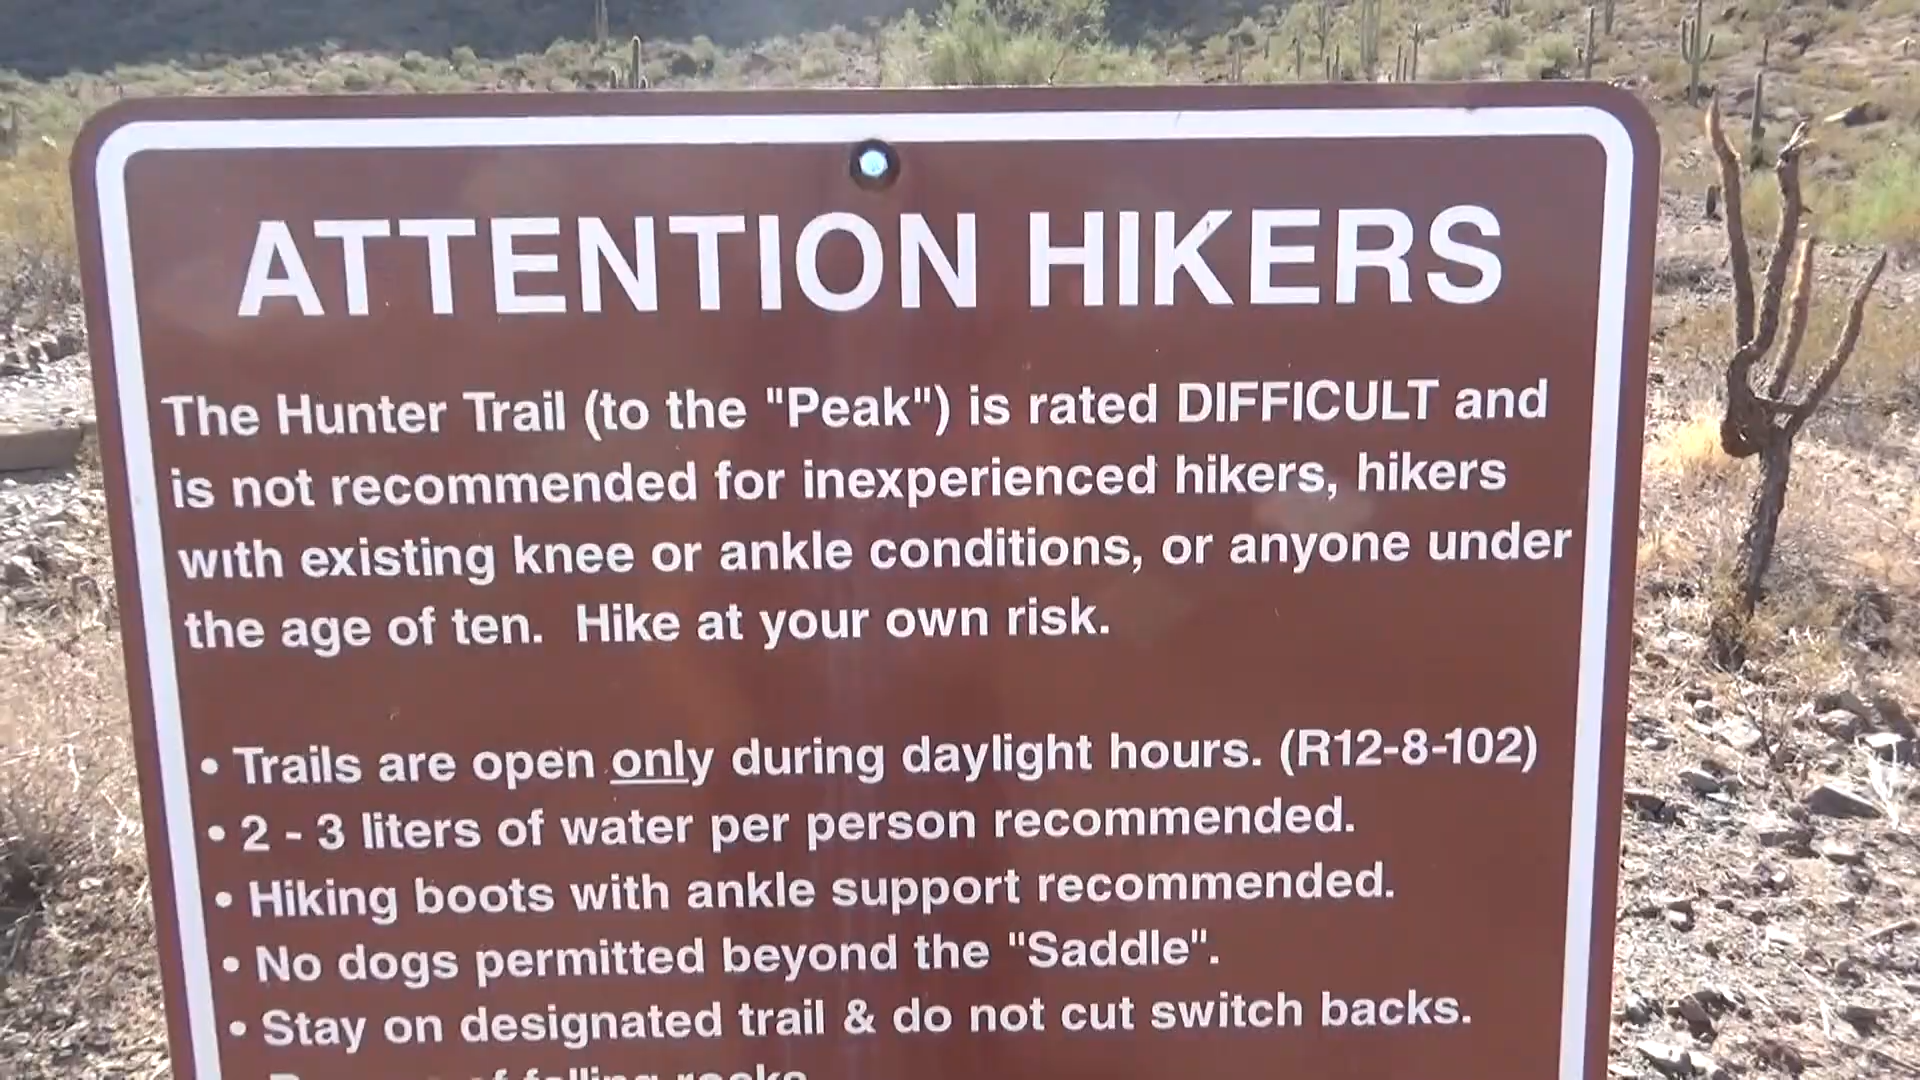 ATTENTION HIKERS
The Hunter Trail (to the "Peak") is rated DIFFICULT and
is not recommended for inexperienced hikers, hikers
with existing knee or ankle conditions, or anyone under
the age of ten. Hike at your own risk.
• Trails are open only during daylight hours. (R12-8-102)
• 2 - 3 liters of water per person recommended.
• Hiking boots with ankle support recommended.
• No dogs permitted beyond the "Saddle".
• Stay on designated trail & do not cut switch backs.
of falling rocks